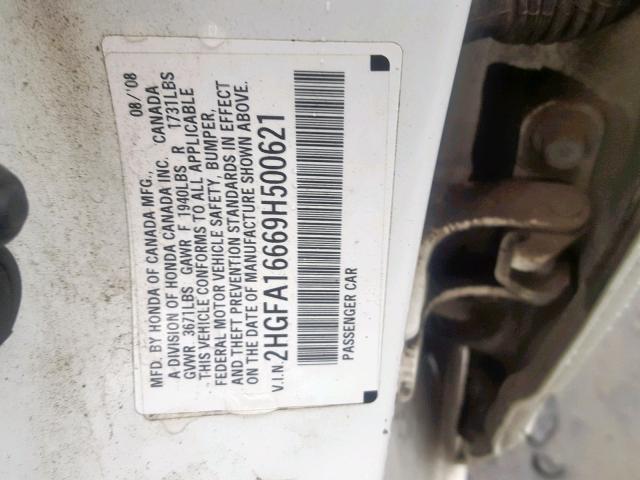 MFD. BY HONDA OF CANADA MFG., 08/'08
A DIVISION OF HONDA CANADA INC. CANADA
GVWR 3671LBS GAWR F 1940LBS R 1731LBS
THIS VEHICLE CONFORMS TO ALL APPLICABLE
FEDERAL MOTOR VEHICLE SAFETY, BUMPER,
AND THEFT PREVENTION STANDARDS IN EFFECT
ON THE DATE OF MANUFACTURE SHOWN ABOVE.
V.I.N. 2HGFA16669H500621
PASSENGER CAR